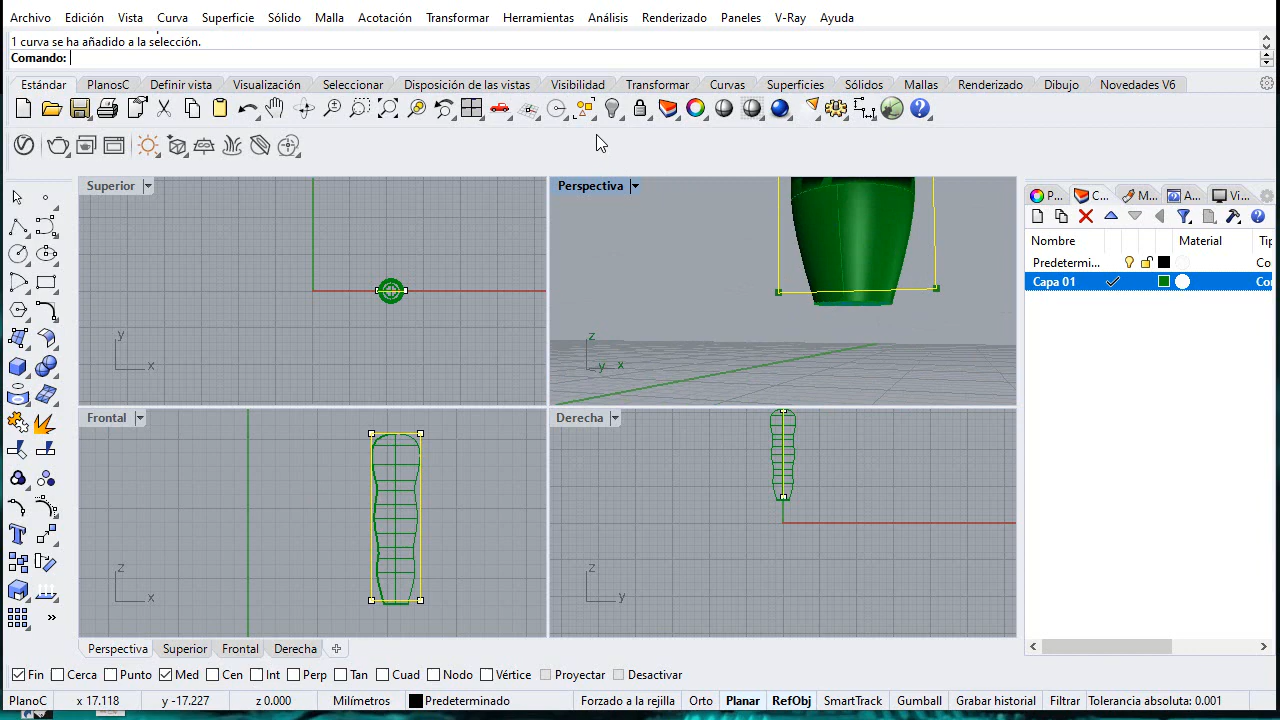 Archivo Edición Vista Curva Superficie Sólido Malla Acotación Transformar Herramientas Análisis Renderizado Paneles V-Ray Ayuda
1 curva se ha añadido a la selección.
Comando:
Estándar PlanosC Definir vista Visualización Seleccionar Disposición de las vistas Visibilidad Transformar Curvas Superficies Sólidos Mallas Renderizado Dibujo Novedades V6
Superior Perspectiva P... C... M... A... Vi...
Nombre Material Tip
Predetermi... Co
Capa 01 Cor
y x
z y x
Frontal Derecha
z x
z y
Perspectiva Superior Frontal Derecha
Fin Cerca Punto Med Cen Int Perp Tan Cuad Nodo Vértice Proyectar Desactivar
PlanoC x 17.118 y -17.227 z 0.000 Milímetros Predeterminado Forzado a la rejilla Orto Planar RefObj SmartTrack Gumball Grabar historial Filtrar Tolerancia absoluta: 0.001